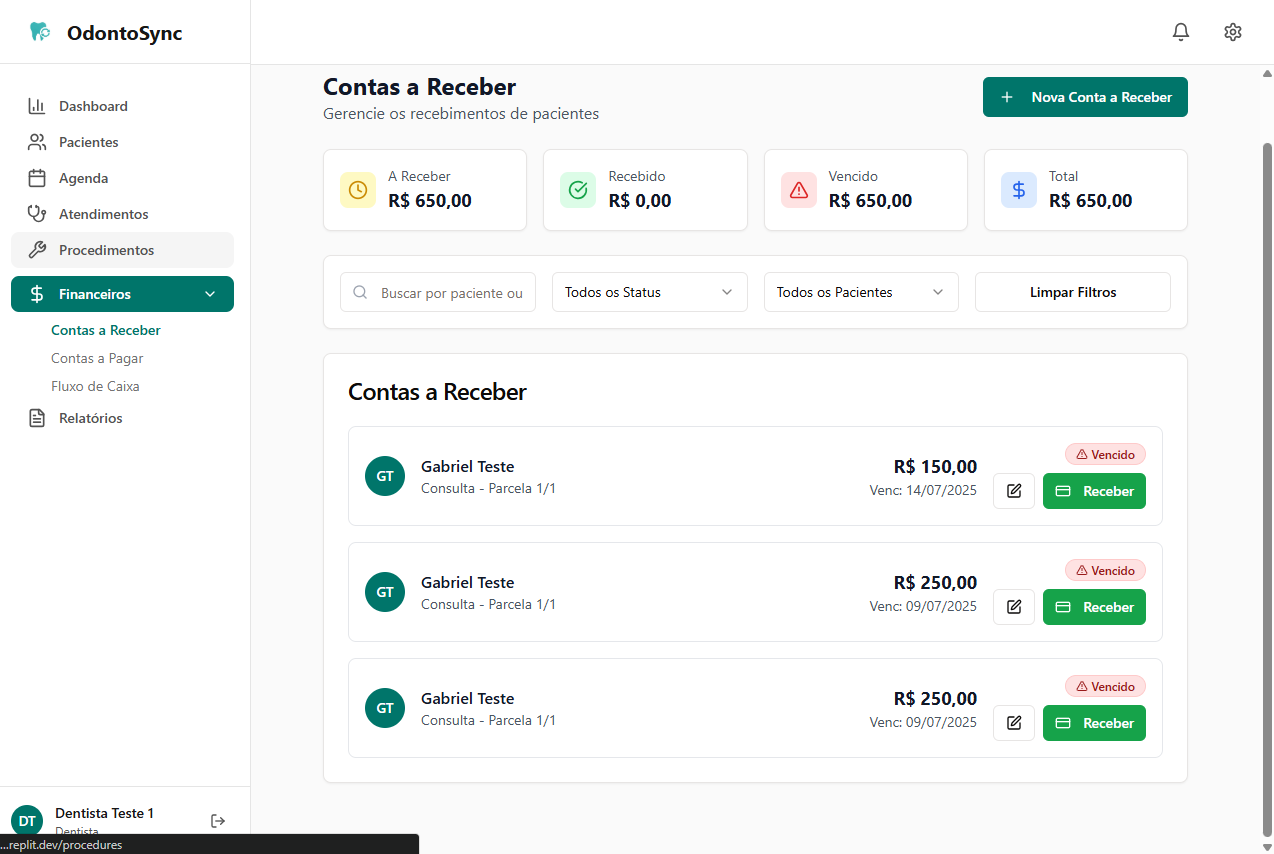 OdontoSync
Dashboard
Pacientes
Agenda
Atendimentos
Procedimentos
Financeiros
Contas a Receber
Contas a Pagar
Fluxo de Caixa
Relatórios
DT
Dentista Teste 1
Dentista
...replit.dev/procedures
Contas a Receber
Gerencie os recebimentos de pacientes
+ Nova Conta a Receber
A Receber
R$ 650,00
Recebido
R$ 0,00
Vencido
R$ 650,00
Total
R$ 650,00
Buscar por paciente ou
Todos os Status
Todos os Pacientes
Limpar Filtros
Contas a Receber
GT
Gabriel Teste
Consulta - Parcela 1/1
R$ 150,00
Venc: 14/07/2025
Vencido
Receber
GT
Gabriel Teste
Consulta - Parcela 1/1
R$ 250,00
Venc: 09/07/2025
Vencido
Receber
GT
Gabriel Teste
Consulta - Parcela 1/1
R$ 250,00
Venc: 09/07/2025
Vencido
Receber